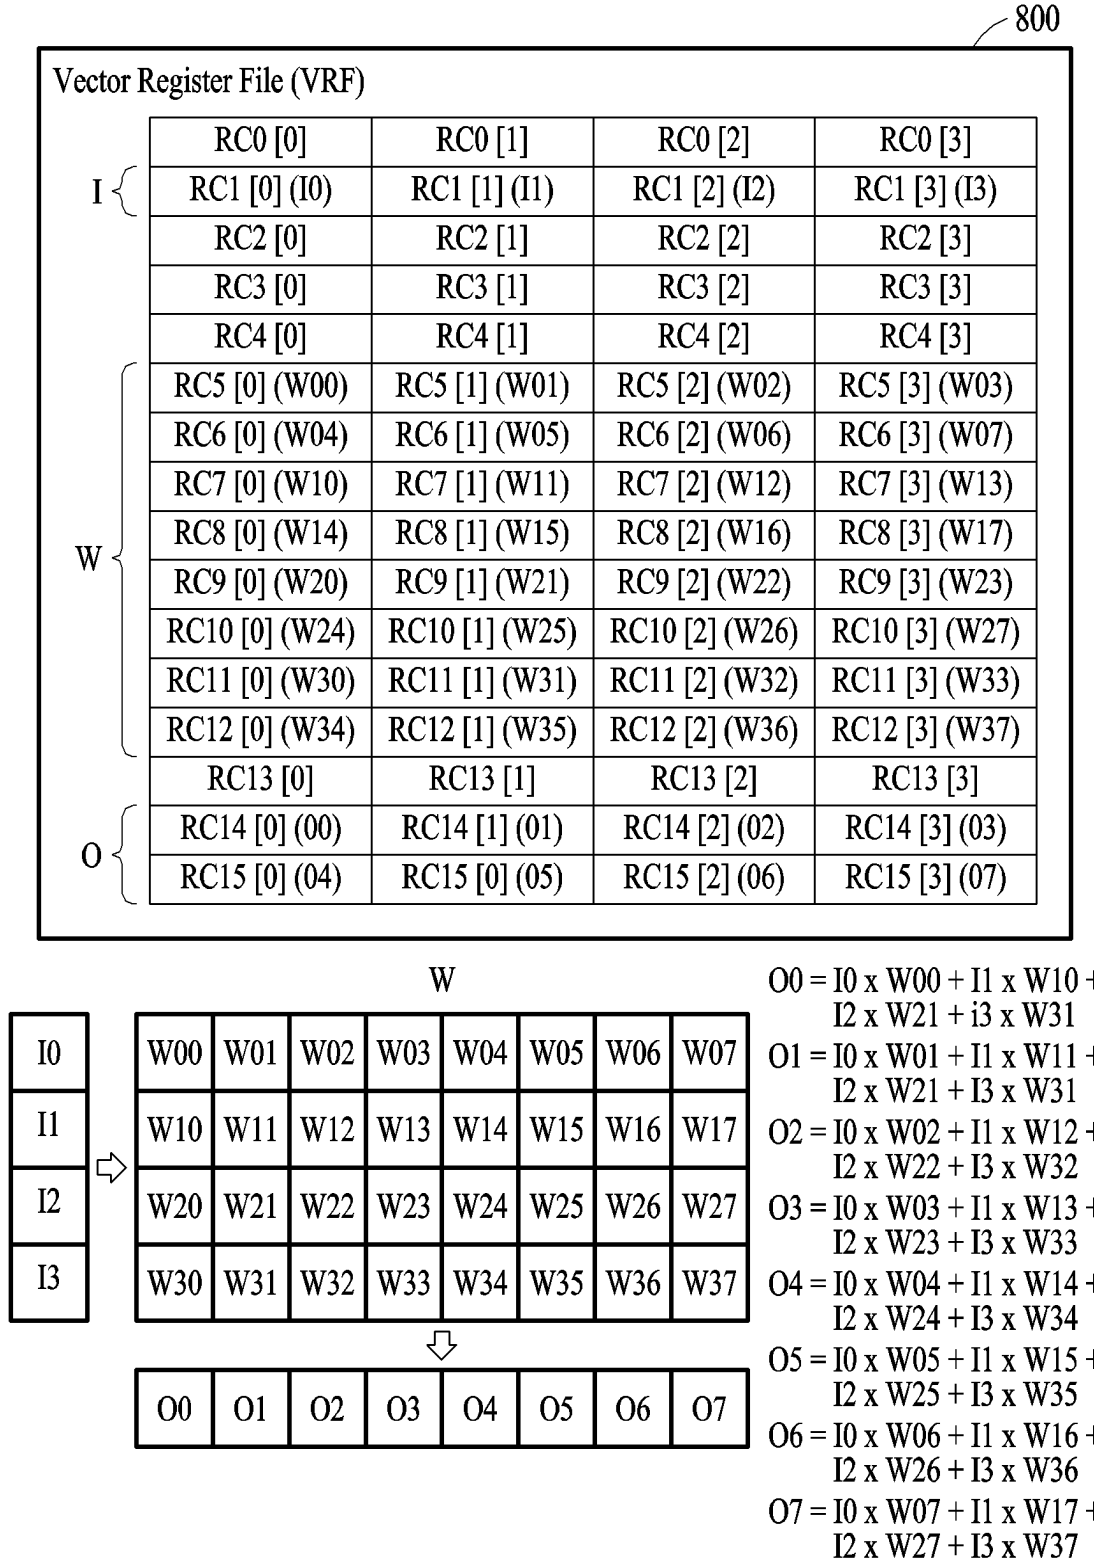 800
Vector Register File (VRF)
RC0 [0] RC0 [1] RC0 [2] RC0 [3]
I RC1 [0] (I0) RC1 [1] (I1) RC1 [2] (I2) RC1 [3] (I3)
RC2 [0] RC2 [1] RC2 [2] RC2 [3]
RC3 [0] RC3 [1] RC3 [2] RC3 [3]
RC4 [0] RC4 [1] RC4 [2] RC4 [3]
RC5 [0] (W00) RC5 [1] (W01) RC5 [2] (W02) RC5 [3] (W03)
RC6 [0] (W04) RC6 [1] (W05) RC6 [2] (W06) RC6 [3] (W07)
RC7 [0] (W10) RC7 [1] (W11) RC7 [2] (W12) RC7 [3] (W13)
W RC8 [0] (W14) RC8 [1] (W15) RC8 [2] (W16) RC8 [3] (W17)
RC9 [0] (W20) RC9 [1] (W21) RC9 [2] (W22) RC9 [3] (W23)
RC10 [0] (W24) RC10 [1] (W25) RC10 [2] (W26) RC10 [3] (W27)
RC11 [0] (W30) RC11 [1] (W31) RC11 [2] (W32) RC11 [3] (W33)
RC12 [0] (W34) RC12 [1] (W35) RC12 [2] (W36) RC12 [3] (W37)
RC13 [0] RC13 [1] RC13 [2] RC13 [3]
O RC14 [0] (00) RC14 [1] (01) RC14 [2] (02) RC14 [3] (03)
RC15 [0] (04) RC15 [0] (05) RC15 [2] (06) RC15 [3] (07)
W
I0
I1
I2
I3
W00 W01 W02 W03 W04 W05 W06 W07
W10 W11 W12 W13 W14 W15 W16 W17
W20 W21 W22 W23 W24 W25 W26 W27
W30 W31 W32 W33 W34 W35 W36 W37
O0 O1 O2 O3 O4 O5 O6 O7
O0 = I0 x W00 + I1 x W10 +
I2 x W21 + i3 x W31
O1 = I0 x W01 + I1 x W11 +
I2 x W21 + I3 x W31
O2 = I0 x W02 + I1 x W12 +
I2 x W22 + I3 x W32
O3 = I0 x W03 + I1 x W13 +
I2 x W23 + I3 x W33
O4 = I0 x W04 + I1 x W14 +
I2 x W24 + I3 x W34
O5 = I0 x W05 + I1 x W15 +
I2 x W25 + I3 x W35
O6 = I0 x W06 + I1 x W16 +
I2 x W26 + I3 x W36
O7 = I0 x W07 + I1 x W17 +
I2 x W27 + I3 x W37